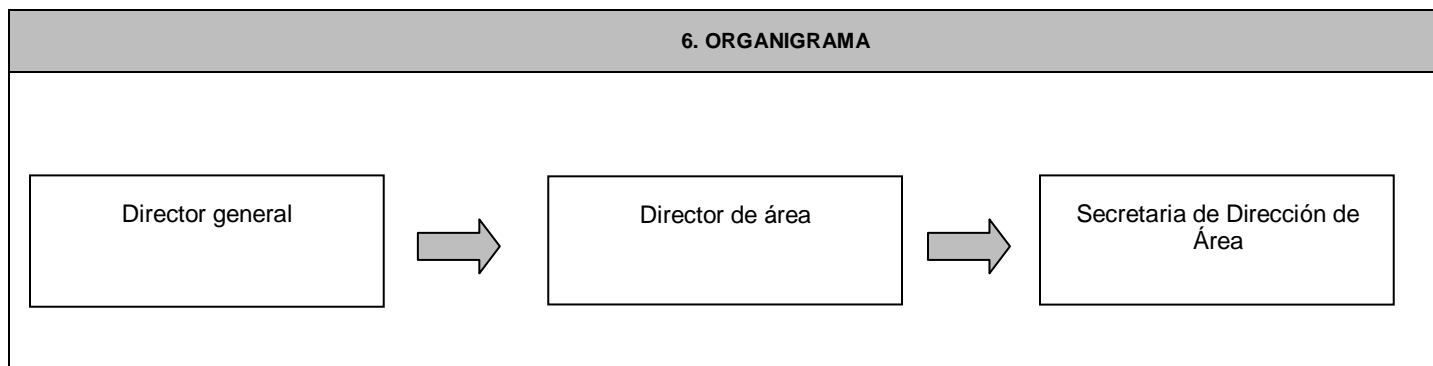 6. ORGANIGRAMA
Director general
Director de área
Secretaria de Dirección de
Área